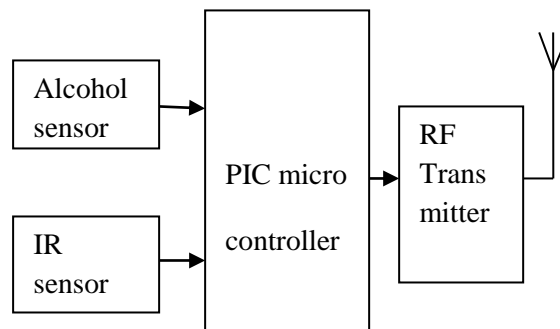 Alcohol
sensor
IR
sensor
PIC micro
controller
RF
Trans
mitter